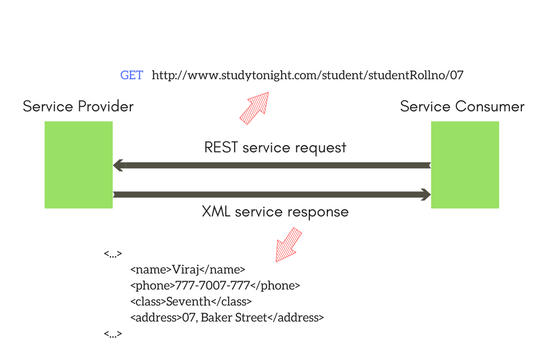 GET http://www.studytonight.com/student/studentRollno/07
Service Provider
Service Consumer
REST service request
XML service response
<...>
<name>Viraj</name>
<phone>777-7007-777</phone>
<class>Seventh</class>
<address>07, Baker Street</address>
<...>